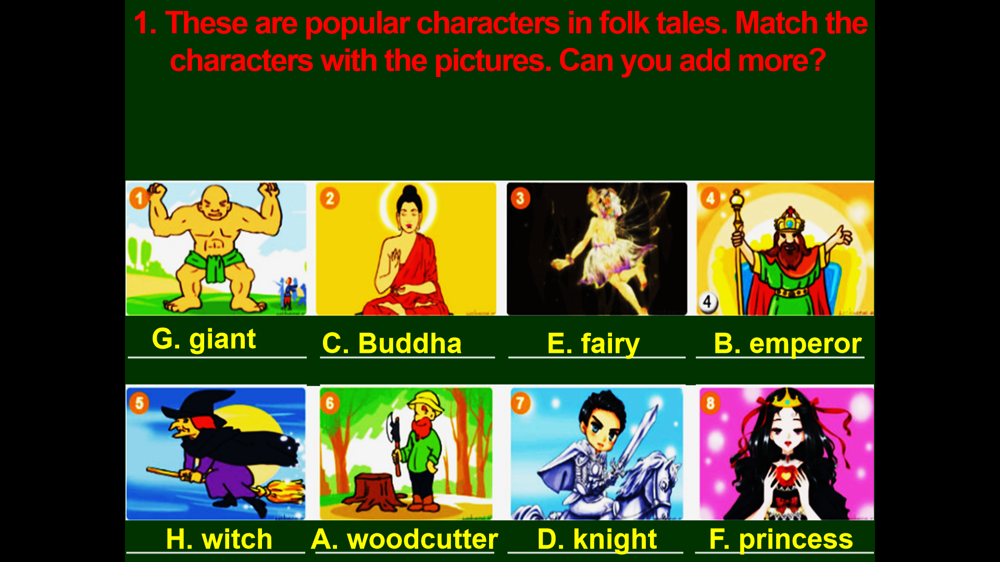 1. These are popular characters in folk tales. Match the
characters with the pictures. Can you add more?
1
2
3
4
4
G. giant
C. Buddha
E. fairy
B. emperor
5
6
7
8
H. witch
A. woodcutter
D. knight
F. princess